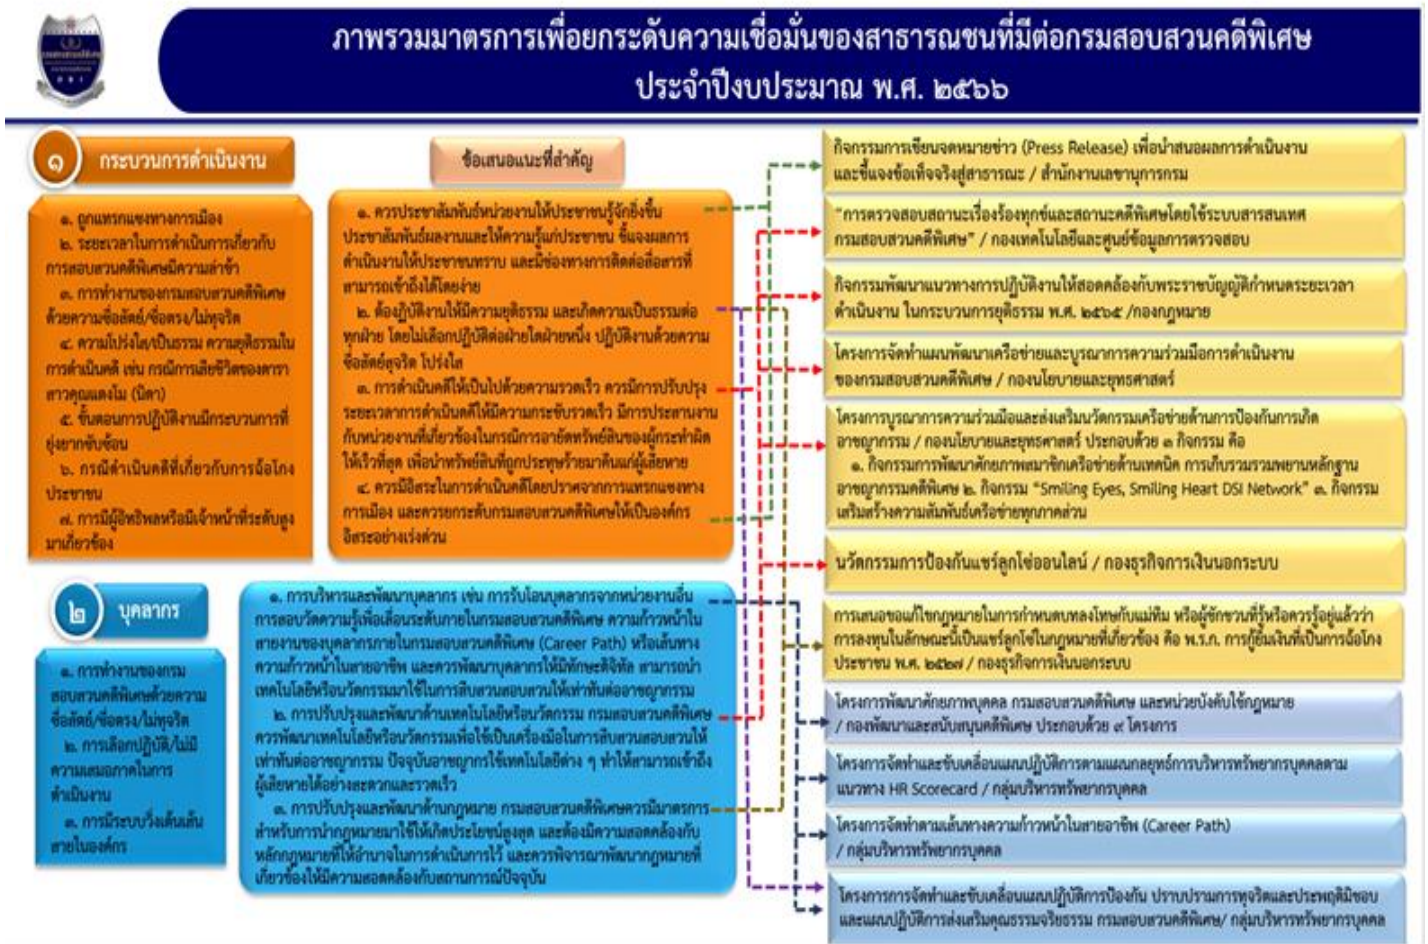 ภาพรวมมาตรการเพื่อยกระดับความเชื่อมั่นของสาธารณชนที่มีต่อกรมสอบสวนคดีพิเศษ
ประจำปีงบประมาณ พ.ศ. ๒๕๖๖
๑ กระบวนการดำเนินงาน
๑. ถูกแทรกแซงทางการเมือง
๒. ระยะเวลาในการดำเนินการเกี่ยวกับ
การสอบสวนคดีพิเศษมีความล่าช้า
๓. การทำงานของกรมสอบสวนคดีพิเศษ
ด้วยความซื่อสัตย์/ซื่อตรง/ไม่ทุจริต
๔. ความโปร่งใส/เป็นธรรม ความยุติธรรมใน
การดำเนินคดี เช่น กรณีการเสียชีวิตของดารา
สาวคุณแตงโม (นิดา)
๕. ขั้นตอนการปฏิบัติงานมีกระบวนการที่
ยุ่งยากซับซ้อน
๖. กรณีดำเนินคดีที่เกี่ยวกับการฉ้อโกง
ประชาชน
๗. การมีผู้อิทธิพลหรือมีเจ้าหน้าที่ระดับสูง
มาเกี่ยวข้อง
ข้อเสนอแนะที่สำคัญ
๑. ควรประชาสัมพันธ์หน่วยงานให้ประชาชนรู้จักยิ่งขึ้น
ประชาสัมพันธ์ผลงานและให้ความรู้แก่ประชาชน ชี้แจงผลการ
ดำเนินงานให้ประชาชนทราบ และมีช่องทางการติดต่อสื่อสารที่
สามารถเข้าถึงได้โดยง่าย
๒. ต้องปฏิบัติงานให้มีความยุติธรรม และเกิดความเป็นธรรมต่อ
ทุกฝ่าย โดยไม่เลือกปฏิบัติต่อฝ่ายใดฝ่ายหนึ่ง ปฏิบัติงานด้วยความ
ซื่อสัตย์สุจริต โปร่งใส
๓. การดำเนินคดีให้เป็นไปด้วยความรวดเร็ว ควรมีการปรับปรุง
ระยะเวลาการดำเนินคดีให้มีความกระชับรวดเร็ว มีการประสานงาน
กับหน่วยงานที่เกี่ยวข้องในกรณีการอายัดทรัพย์สินของผู้กระทำผิด
ให้เร็วที่สุด เพื่อนำทรัพย์สินที่ถูกประทุษร้ายมาคืนแก่ผู้เสียหาย
๔. ควรมีอิสระในการดำเนินคดีโดยปราศจากการแทรกแซงทาง
การเมือง และควรยกระดับกรมสอบสวนคดีพิเศษให้เป็นองค์กร
อิสระอย่างเร่งด่วน
๒ บุคลากร
๑. การทำงานของกรม
สอบสวนคดีพิเศษด้วยความ
ซื่อสัตย์/ซื่อตรง/ไม่ทุจริต
๒. การเลือกปฏิบัติ/ไม่มี
ความเสมอภาคในการ
ดำเนินงาน
๓. การมีระบบวิ่งเต้นเส้น
สายในองค์กร
๑. การบริหารและพัฒนาบุคลากร เช่น การรับโอนบุคลากรจากหน่วยงานอื่น
การสอบวัดความรู้เพื่อเลื่อนระดับภายในกรมสอบสวนคดีพิเศษ ความก้าวหน้าใน
สายงานของบุคลากรภายในกรมสอบสวนคดีพิเศษ (Career Path) หรือเส้นทาง
ความก้าวหน้าในสายอาชีพ และควรพัฒนาบุคลากรให้มีทักษะดิจิทัล สามารถนำ
เทคโนโลยีหรือนวัตกรรมมาใช้ในการสืบสวนสอบสวนให้เท่าทันต่ออาชญากรรม
๒. การปรับปรุงและพัฒนาด้านเทคโนโลยีหรือนวัตกรรม กรมสอบสวนคดีพิเศษ
ควรพัฒนาเทคโนโลยีหรือนวัตกรรมเพื่อใช้เป็นเครื่องมือในการสืบสวนสอบสวนให้
เท่าทันต่ออาชญากรรม ปัจจุบันอาชญากรใช้เทคโนโลยีต่าง ๆ ทำให้สามารถเข้าถึง
ผู้เสียหายได้อย่างสะดวกและรวดเร็ว
๓. การปรับปรุงและพัฒนาด้านกฎหมาย กรมสอบสวนคดีพิเศษควรมีมาตรการ
สำหรับการนำกฎหมายมาใช้ให้เกิดประโยชน์สูงสุด และต้องมีความสอดคล้องกับ
หลักกฎหมายที่ให้อำนาจในการดำเนินการไว้ และควรพิจารณาพัฒนากฎหมายที่
เกี่ยวข้องให้มีความสอดคล้องกับสถานการณ์ปัจจุบัน
กิจกรรมการเขียนจดหมายข่าว (Press Release) เพื่อนำสนอผลการดำเนินงาน
และชี้แจงข้อเท็จจริงสู่สาธารณะ / สำนักงานเลขานุการกรม
"การตรวจสอบสถานะเรื่องร้องทุกข์และสถานะคดีพิเศษโดยใช้ระบบสารสนเทศ
กรมสอบสวนคดีพิเศษ" / กองเทคโนโลยีและศูนย์ข้อมูลการตรวจสอบ
กิจกรรมพัฒนาแนวทางการปฏิบัติงานให้สอดคล้องกับพระราชบัญญัติกำหนดระยะเวลา
ดำเนินงาน ในกระบวนการยุติธรรม พ.ศ. ๒๕๖๕ /กองกฎหมาย
โครงการจัดทำแผนพัฒนาเครือข่ายและบูรณาการความร่วมมือการดำเนินงาน
ของกรมสอบสวนคดีพิเศษ / กองนโยบายและยุทธศาสตร์
โครงการบูรณาการความร่วมมือและส่งเสริมนวัตกรรมเครือข่ายด้านการป้องกันการเกิด
อาชญากรรม / กองนโยบายและยุทธศาสตร์ ประกอบด้วย ๓ กิจกรรม คือ
๑. กิจกรรมการพัฒนาศักยภาพสมาชิกเครือข่ายด้านเทคนิค การเก็บรวมรวมพยานหลักฐาน
อาชญากรรมคดีพิเศษ ๒. กิจกรรม "Smiling Eyes, Smiling Heart DSI Network" ๓. กิจกรรม
เสริมสร้างความสัมพันธ์เครือข่ายทุกภาคส่วน
นวัตกรรมการป้องกันแชร์ลูกโซ่ออนไลน์ / กองธุรกิจการเงินนอกระบบ
การเสนอขอแก้ไขกฎหมายในการกำหนดบทลงโทษกับแม่ทีม หรือผู้ชักชวนที่รู้หรือควรรู้อยู่แล้วว่า
การลงทุนในลักษณะนี้เป็นแชร์ลูกโซ่ในกฎหมายที่เกี่ยวข้อง คือ พ.ร.ก. การกู้ยืมเงินที่เป็นการฉ้อโกง
ประชาชน พ.ศ. ๒๕๒๗ / กองธุรกิจการเงินนอกระบบ
โครงการพัฒนาศักยภาพบุคคล กรมสอบสวนคดีพิเศษ และหน่วยบังคับใช้กฎหมาย
/ กองพัฒนาและสนับสนุนคดีพิเศษ ประกอบด้วย ๙ โครงการ
โครงการจัดทำและขับเคลื่อนแผนปฏิบัติการตามแผนกลยุทธ์การบริหารทรัพยากรบุคคลตาม
แนวทาง HR Scorecard / กลุ่มบริหารทรัพยากรบุคคล
โครงการจัดทำตามเส้นทางความก้าวหน้าในสายอาชีพ (Career Path)
/ กลุ่มบริหารทรัพยากรบุคคล
โครงการการจัดทำและขับเคลื่อนแผนปฏิบัติการป้องกัน ปราบปรามการทุจริตและประพฤติมิชอบ
และแผนปฏิบัติการส่งเสริมคุณธรรมจริยธรรม กรมสอบสวนคดีพิเศษ/ กลุ่มบริหารทรัพยากรบุคคล